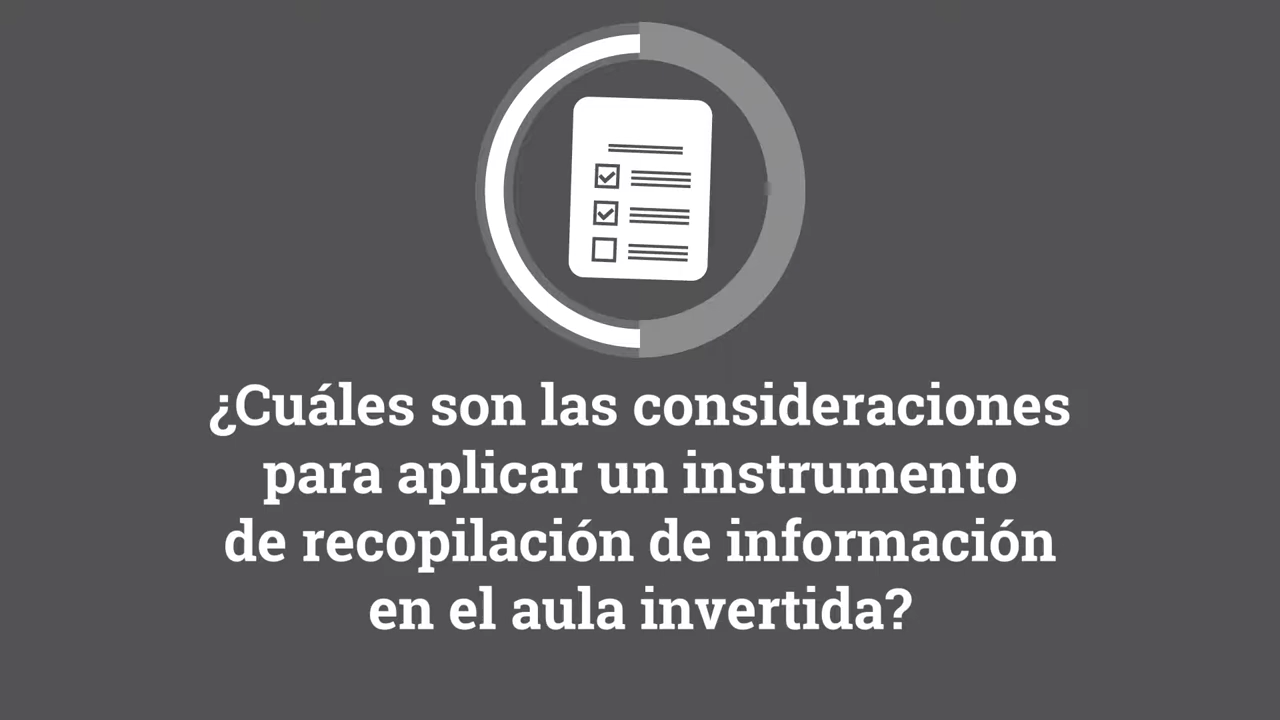 ¿Cuáles son las consideraciones
para aplicar un instrumento
de recopilación de información
en el aula invertida?